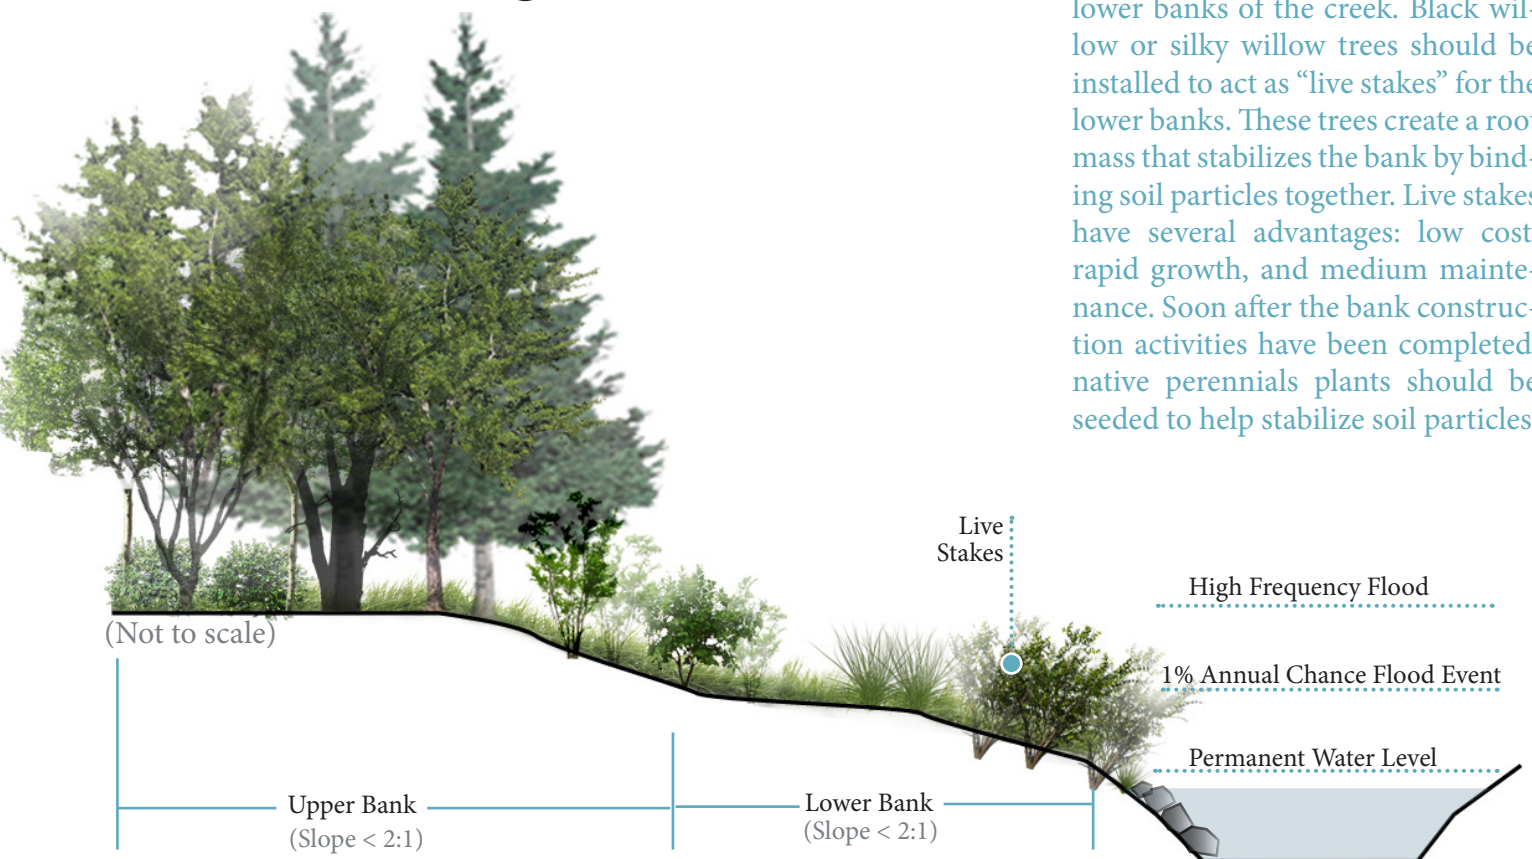 lower banks of the creek. Black wil-
low or silky willow trees should be
installed to act as “live stakes” for the
lower banks. These trees create a root
mass that stabilizes the bank by bind-
ing soil particles together. Live stakes
have several advantages: low cost
rapid growth, and medium mainte-
nance. Soon after the bank construc-
tion activities have been completed
native perennials plants should be
seeded to help stabilize soil particles
Live
Stakes
High Frequency Flood
(Not to scale)
1% Annual Chance Flood Event
Permanent Water Level
Upper Bank
(Slope < 2:1)
Lower Bank
(Slope < 2:1)